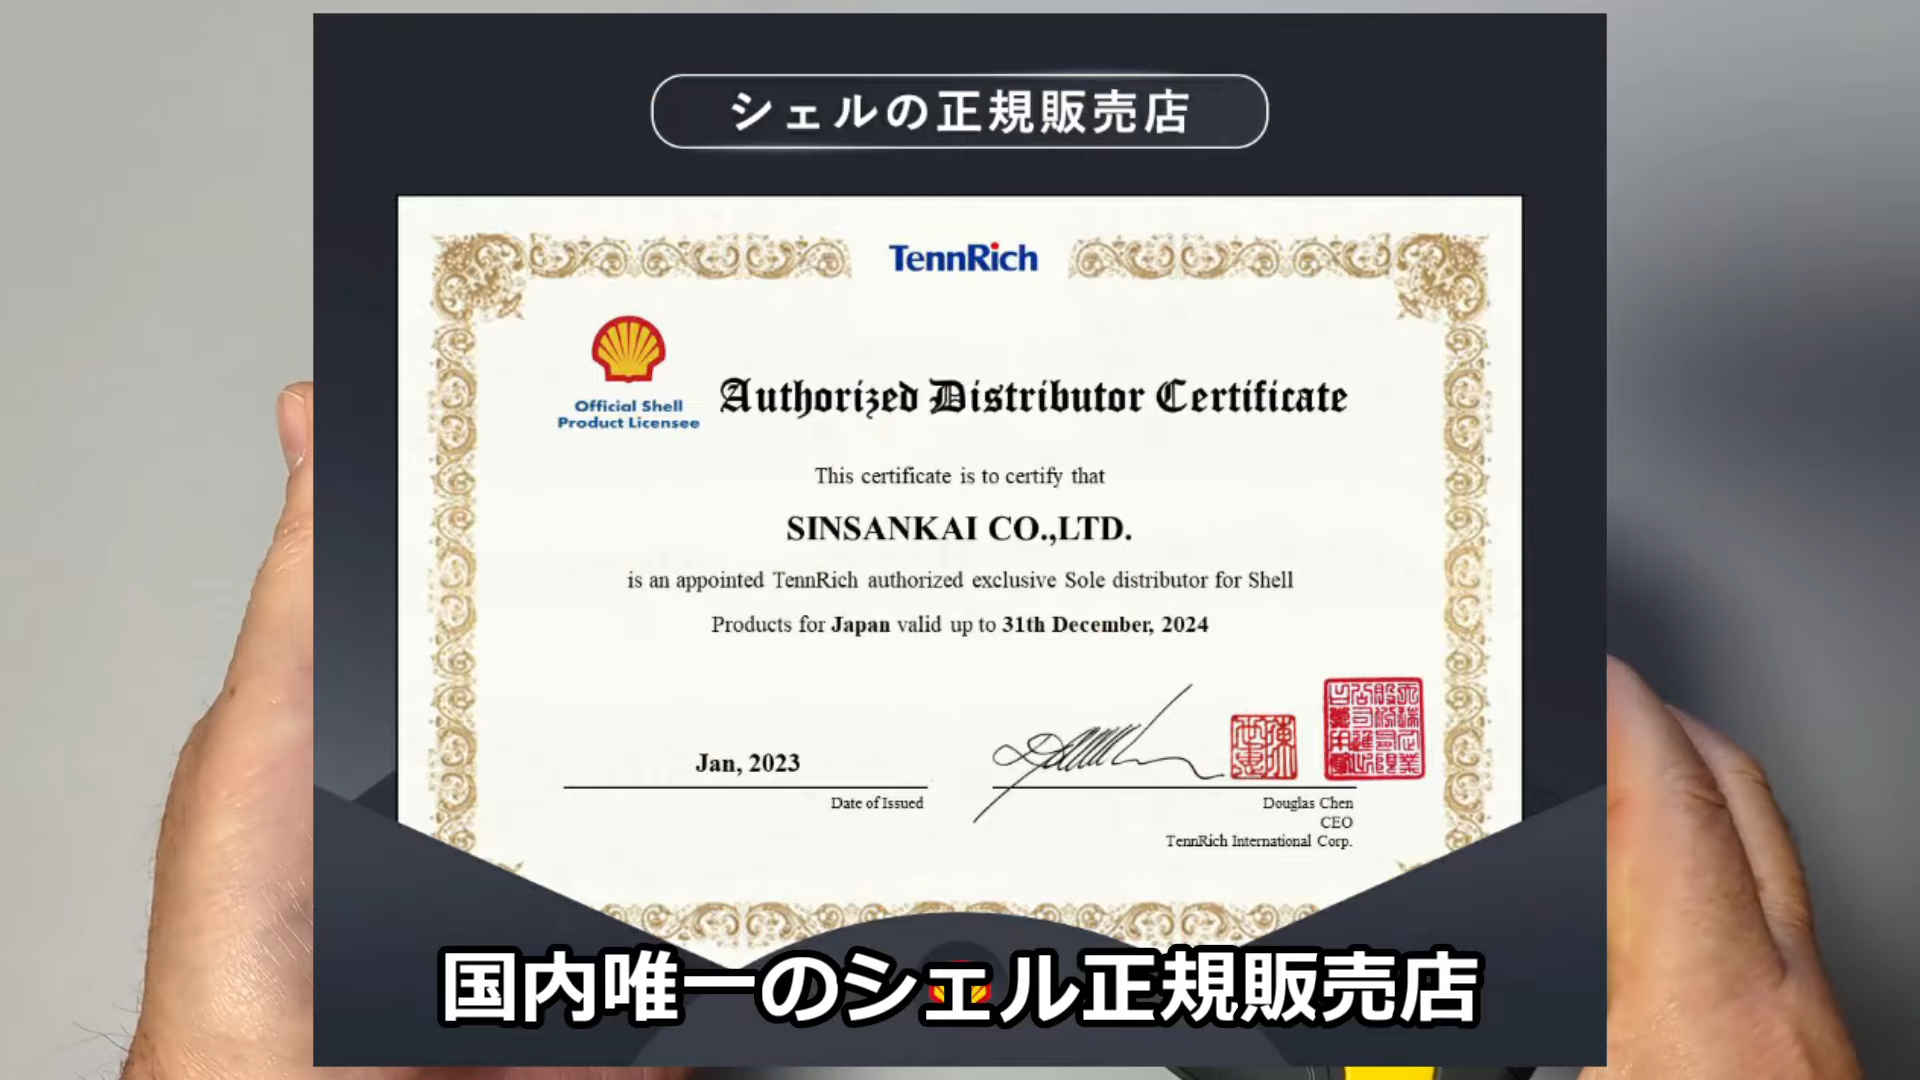 シェルの正規販売店
TennRich
Official Shell
Product Licensee
Authorized Distributor Certificate
This certificate is to certify that
SINSANKAI CO.,LTD.
is an appointed TennRich authorized exclusive Sole distributor for Shell
Products for Japan valid up to 31th December, 2024
Jan, 2023
Date of Issued
Douglas Chen
CEO
TennRich International Corp.
国内唯一のシェル正規販売店